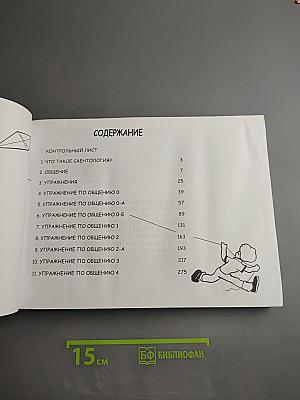 СОДЕРЖАНИЕ
КОНТРОЛЬНЫЙ ЛИСТ
1. ЧТО ТАКОЕ САЕНТОЛОГИЯ? 3
2. ОБЩЕНИЕ 7
3. УПРАЖНЕНИЯ 25
4. УПРАЖНЕНИЕ ПО ОБЩЕНИЮ 0 39
5. УПРАЖНЕНИЕ ПО ОБЩЕНИЮ 0-А 57
6. УПРАЖНЕНИЕ ПО ОБЩЕНИЮ 0-Б 89
7. УПРАЖНЕНИЕ ПО ОБЩЕНИЮ 1 131
8. УПРАЖНЕНИЕ ПО ОБЩЕНИЮ 2 163
9. УПРАЖНЕНИЕ ПО ОБЩЕНИЮ 2-А 193
10. УПРАЖНЕНИЕ ПО ОБЩЕНИЮ 3 217
11. УПРАЖНЕНИЕ ПО ОБЩЕНИЮ 4 275
15 см БФ БИБЛИОФАН